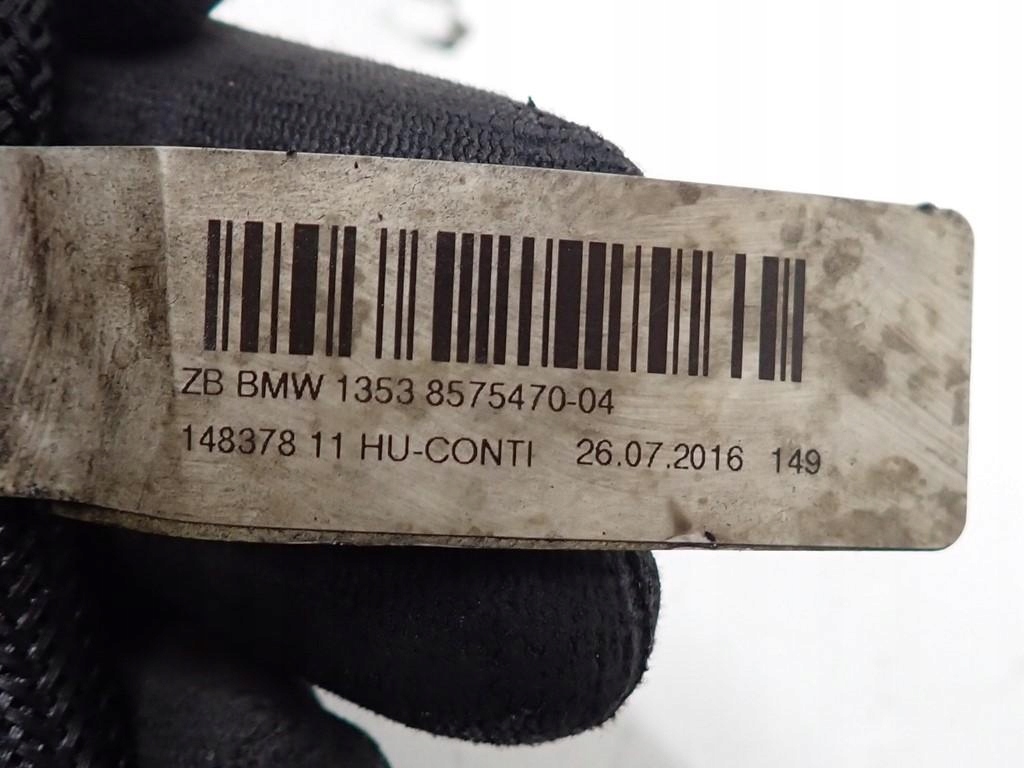 ZB BMW 1353 8575470-04
148378 11 HU-CONTI 26.07.2016 149